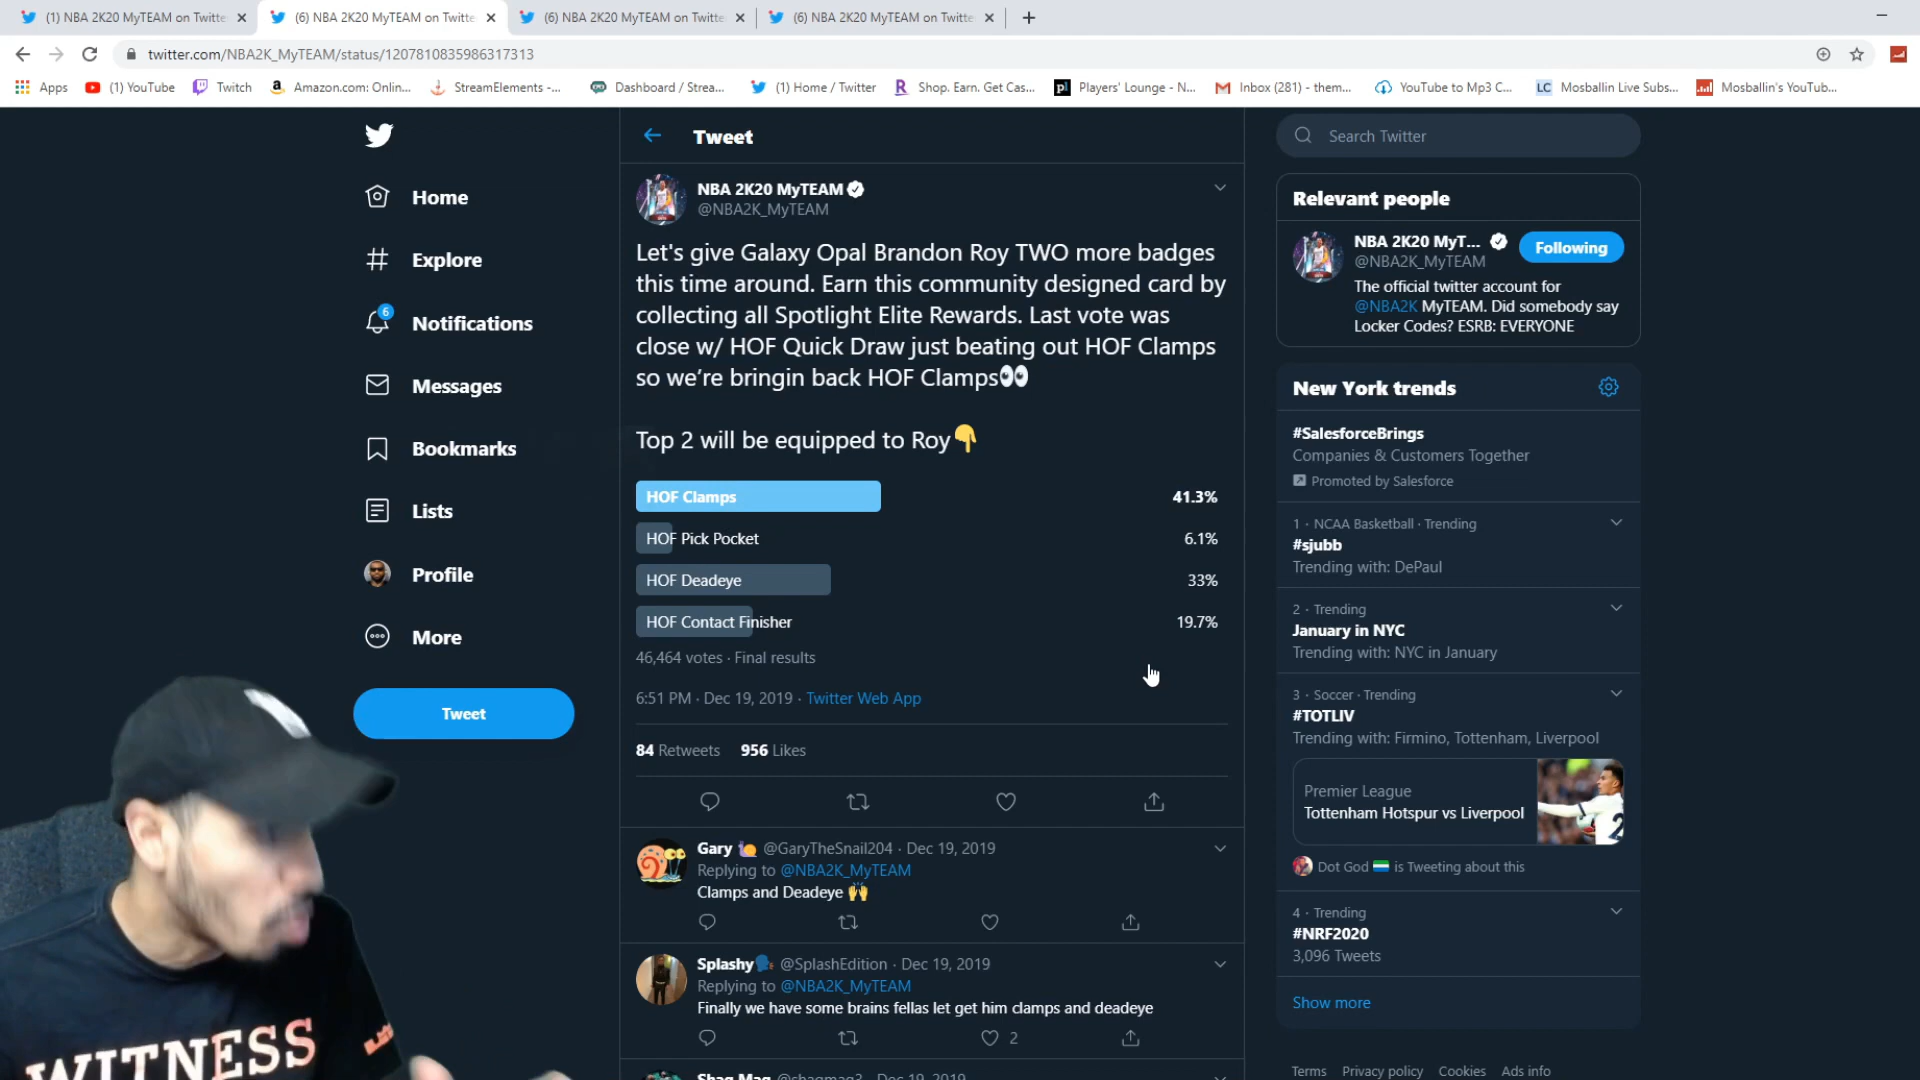 (1) NBA 2K20 MyTEAM on Twitte
(6) NBA 2K20 MyTEAM on Twitte
(6) NBA 2K20 MyTEAM on Twitte
(6) NBA 2K20 MyTEAM on Twitte
twitter.com/NBA2K_MyTEAM/status/1207810835986317313
Apps
(1) YouTube
Twitch
Amazon.com: Onlin...
StreamElements -...
Dashboard / Strea...
(1) Home / Twitter
Shop. Earn. Get Cas...
Players' Lounge - N...
Inbox (281) - them...
YouTube to Mp3 C...
LC Mosballin Live Subs...
Mosballin's YouTub...
Home
Explore
6
Notifications
Messages
Bookmarks
Lists
Profile
More
Tweet
Tweet
NBA 2K20 MyTEAM
@NBA2K_MyTEAM
Let's give Galaxy Opal Brandon Roy TWO more badges
this time around. Earn this community designed card by
collecting all Spotlight Elite Rewards. Last vote was
close w/ HOF Quick Draw just beating out HOF Clamps
so we're bringin back HOF Clamps👀
Top 2 will be equipped to Roy👇
HOF Clamps 41.3%
HOF Pick Pocket 6.1%
HOF Deadeye 33%
HOF Contact Finisher 19.7%
46,464 votes · Final results
6:51 PM · Dec 19, 2019 · Twitter Web App
84 Retweets 956 Likes
Gary 🐌 @GaryTheSnail204 · Dec 19, 2019
Replying to @NBA2K_MyTEAM
Clamps and Deadeye 🙌
Splashy🗣 @SplashEdition · Dec 19, 2019
Replying to @NBA2K_MyTEAM
Finally we have some brains fellas let get him clamps and deadeye
2
Shaq Mag @shaqmag3 · Dec 19, 2019
Search Twitter
Relevant people
NBA 2K20 MyT...
@NBA2K_MyTEAM
Following
The official twitter account for
@NBA2K MyTEAM. Did somebody say
Locker Codes? ESRB: EVERYONE
New York trends
#SalesforceBrings
Companies & Customers Together
Promoted by Salesforce
1 · NCAA Basketball · Trending
#sjubb
Trending with: DePaul
2 · Trending
January in NYC
Trending with: NYC in January
3 · Soccer · Trending
#TOTLIV
Trending with: Firmino, Tottenham, Liverpool
Premier League
Tottenham Hotspur vs Liverpool
Dot God is Tweeting about this
4 · Trending
#NRF2020
3,096 Tweets
Show more
Terms Privacy policy Cookies Ads info
WITNESS